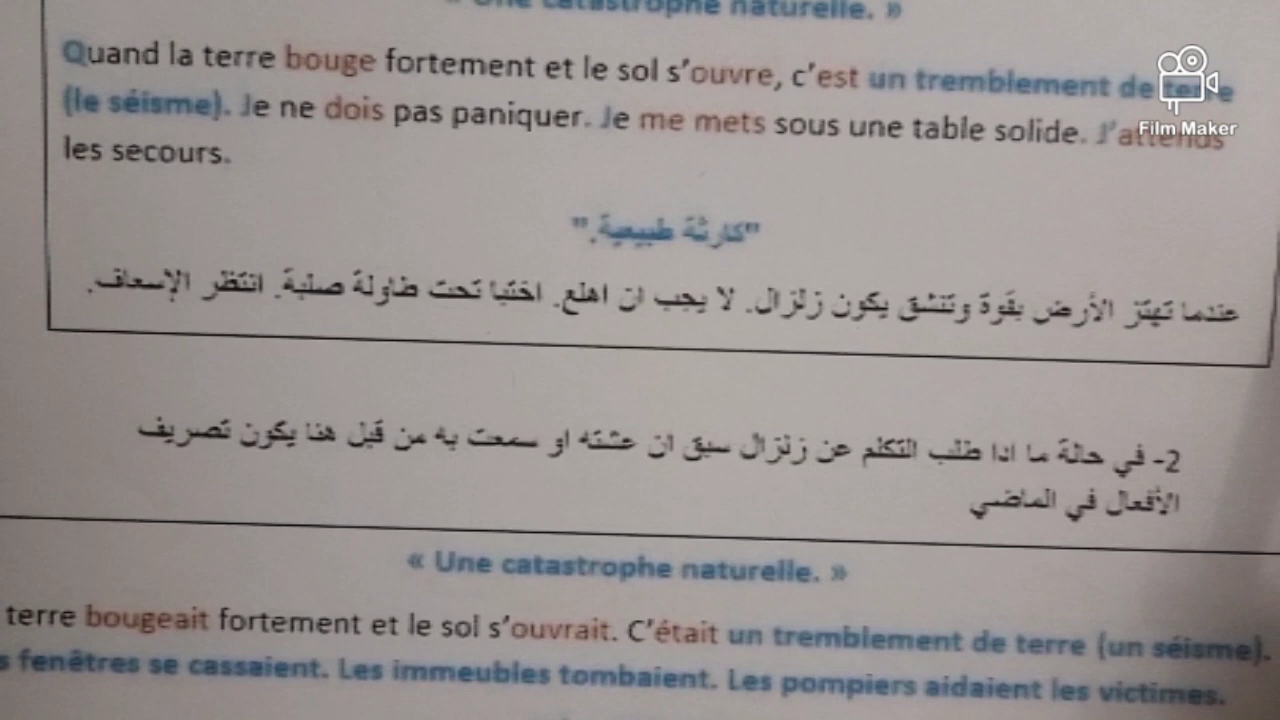 « Une catastrophe naturelle. »
Quand la terre bouge fortement et le sol s’ouvre, c’est un tremblement de terre
(le séisme). Je ne dois pas paniquer. Je me mets sous une table solide. J’attends
les secours.
Film Maker
"كارثة طبيعية."
عندما تهتز الأرض بقوة وتنشق يكون زلزال. لا يجب ان اهلع. اختبا تحت طاولة صلبة. انتظر الإسعاف.
2- في حالة ما اذا طلب التكلم عن زلزال سبق ان عشته او سمعت به من قبل هنا يكون تصريف
الأفعال في الماضي
« Une catastrophe naturelle. »
terre bougeait fortement et le sol s’ouvrait. C’était un tremblement de terre (un séisme).
s fenêtres se cassaient. Les immeubles tombaient. Les pompiers aidaient les victimes.